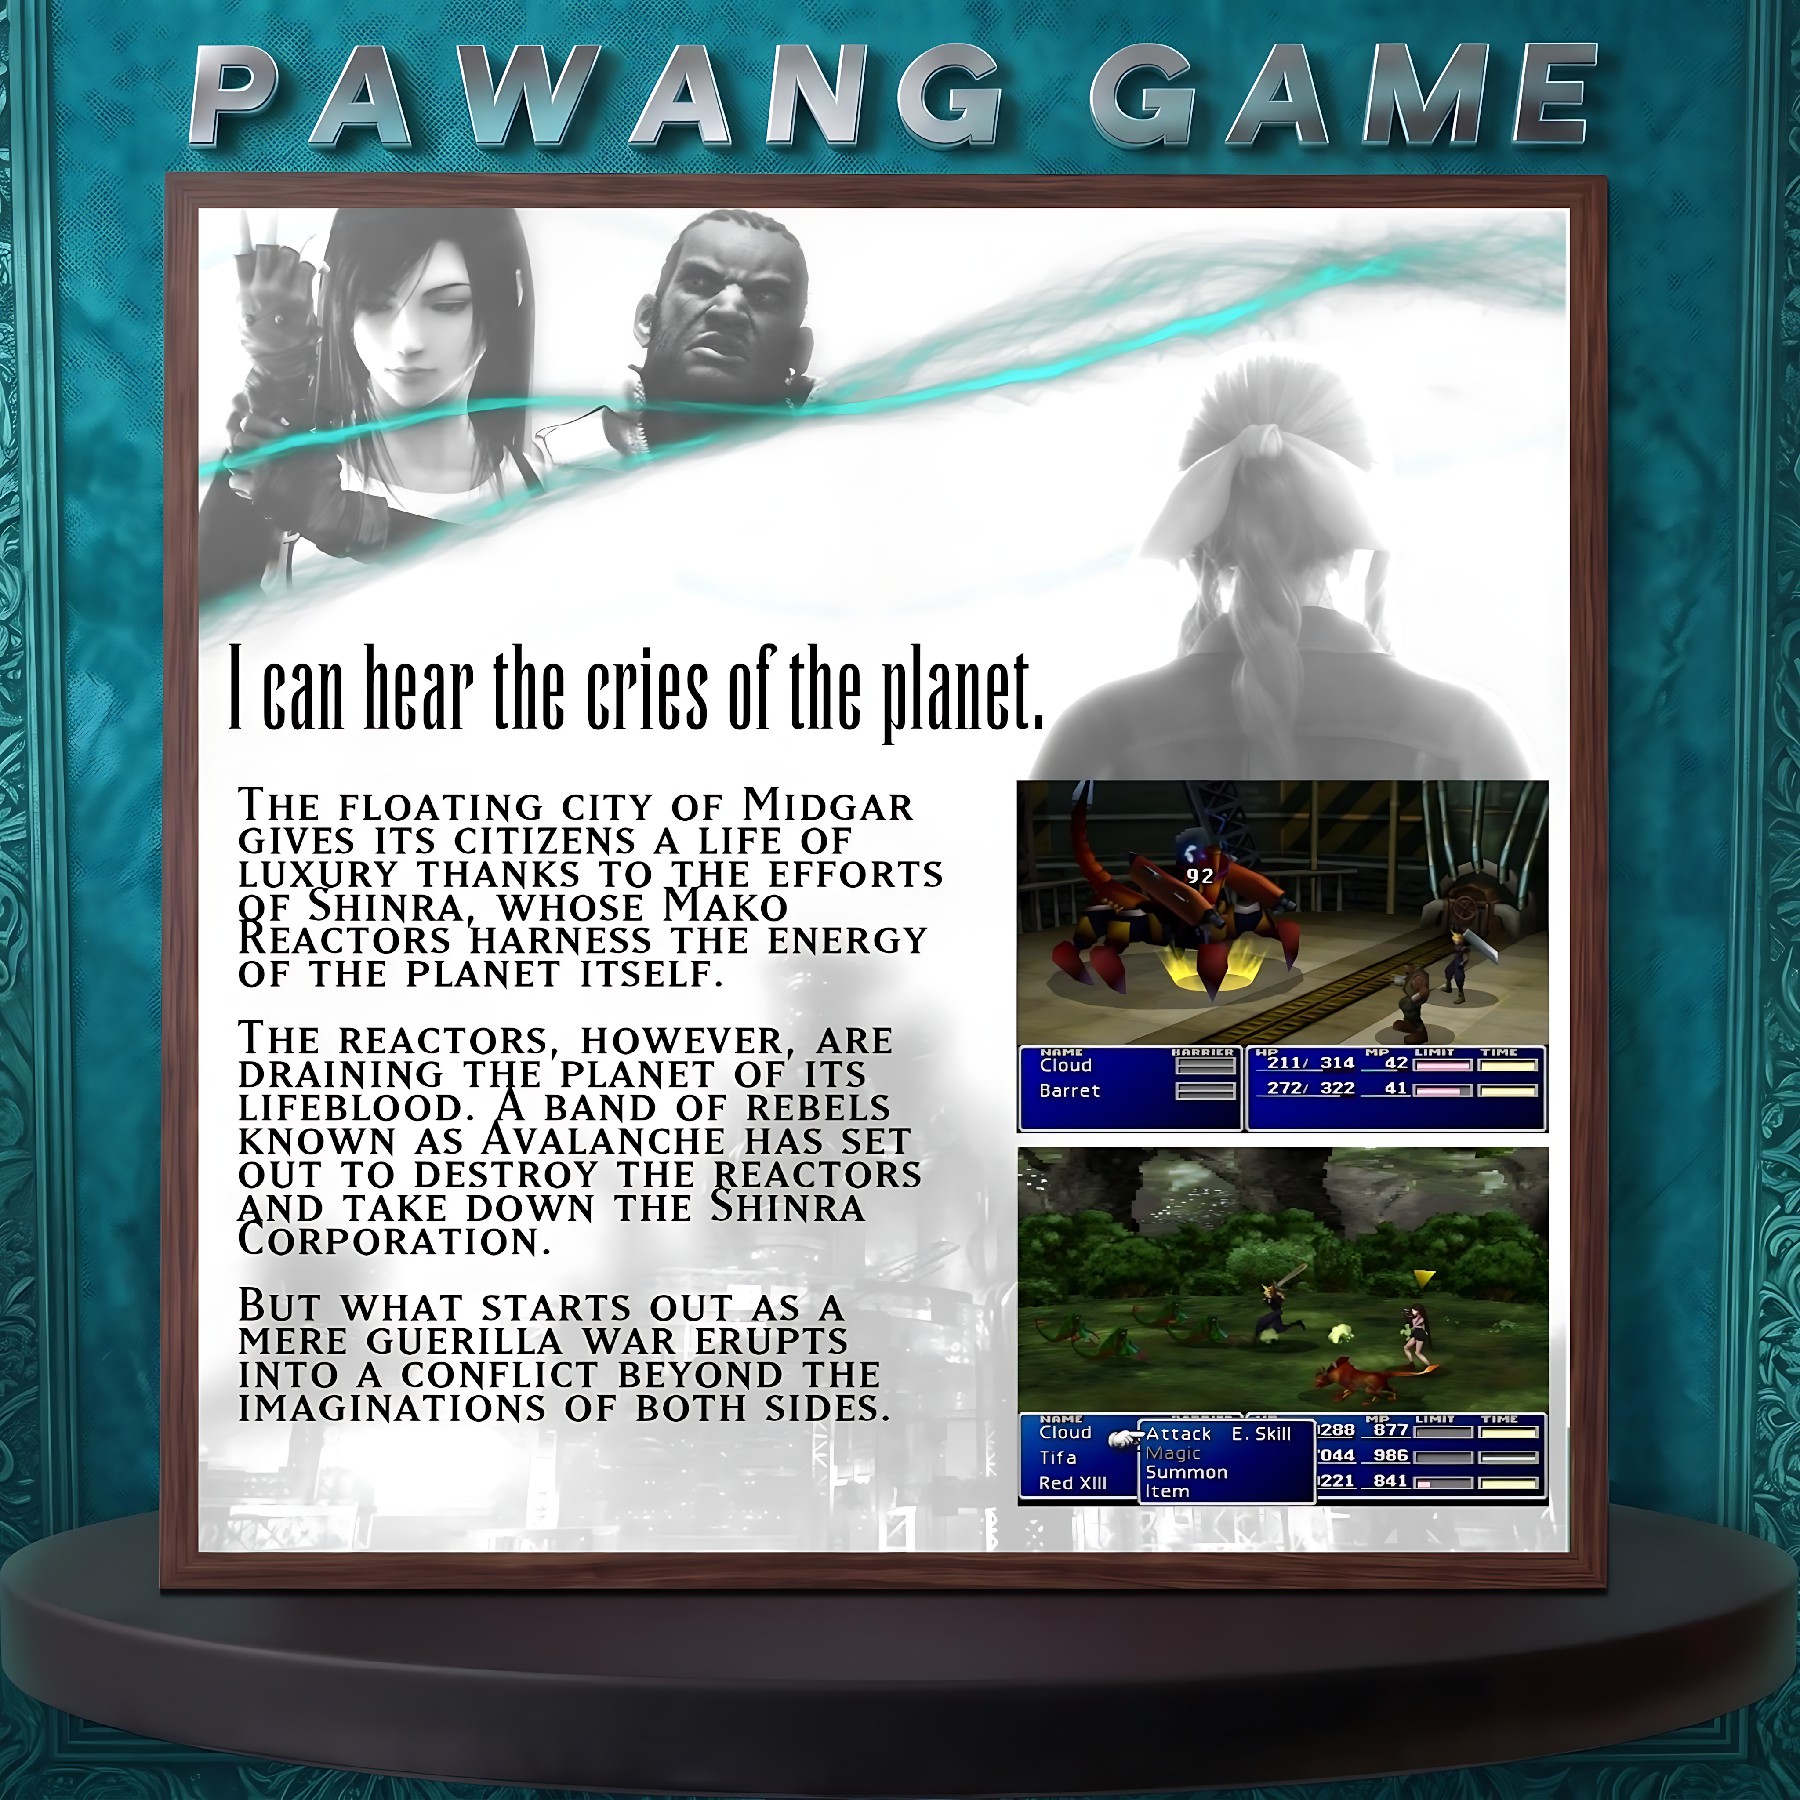 PAWANG GAME
I can hear the cries of the planet.
The floating city of Midgar
gives its citizens a life of
luxury thanks to the efforts
of Shinra, whose Mako
Reactors harness the energy
of the planet itself.
The reactors, however, are
draining the planet of its
lifeblood. A band of rebels
known as Avalanche has set
out to destroy the reactors
and take down the Shinra
Corporation.
But what starts out as a
mere guerilla war erupts
into a conflict beyond the
imaginations of both sides.
92
NAME BARRIER HP MP LIMIT TIME
Cloud 211/ 314 42
Barret 272/ 322 41
NAME MP LIMIT TIME
Cloud Attack E. Skill 288 877
Magic
Tifa 044 986
Summon
Red XIII 221 841
Item